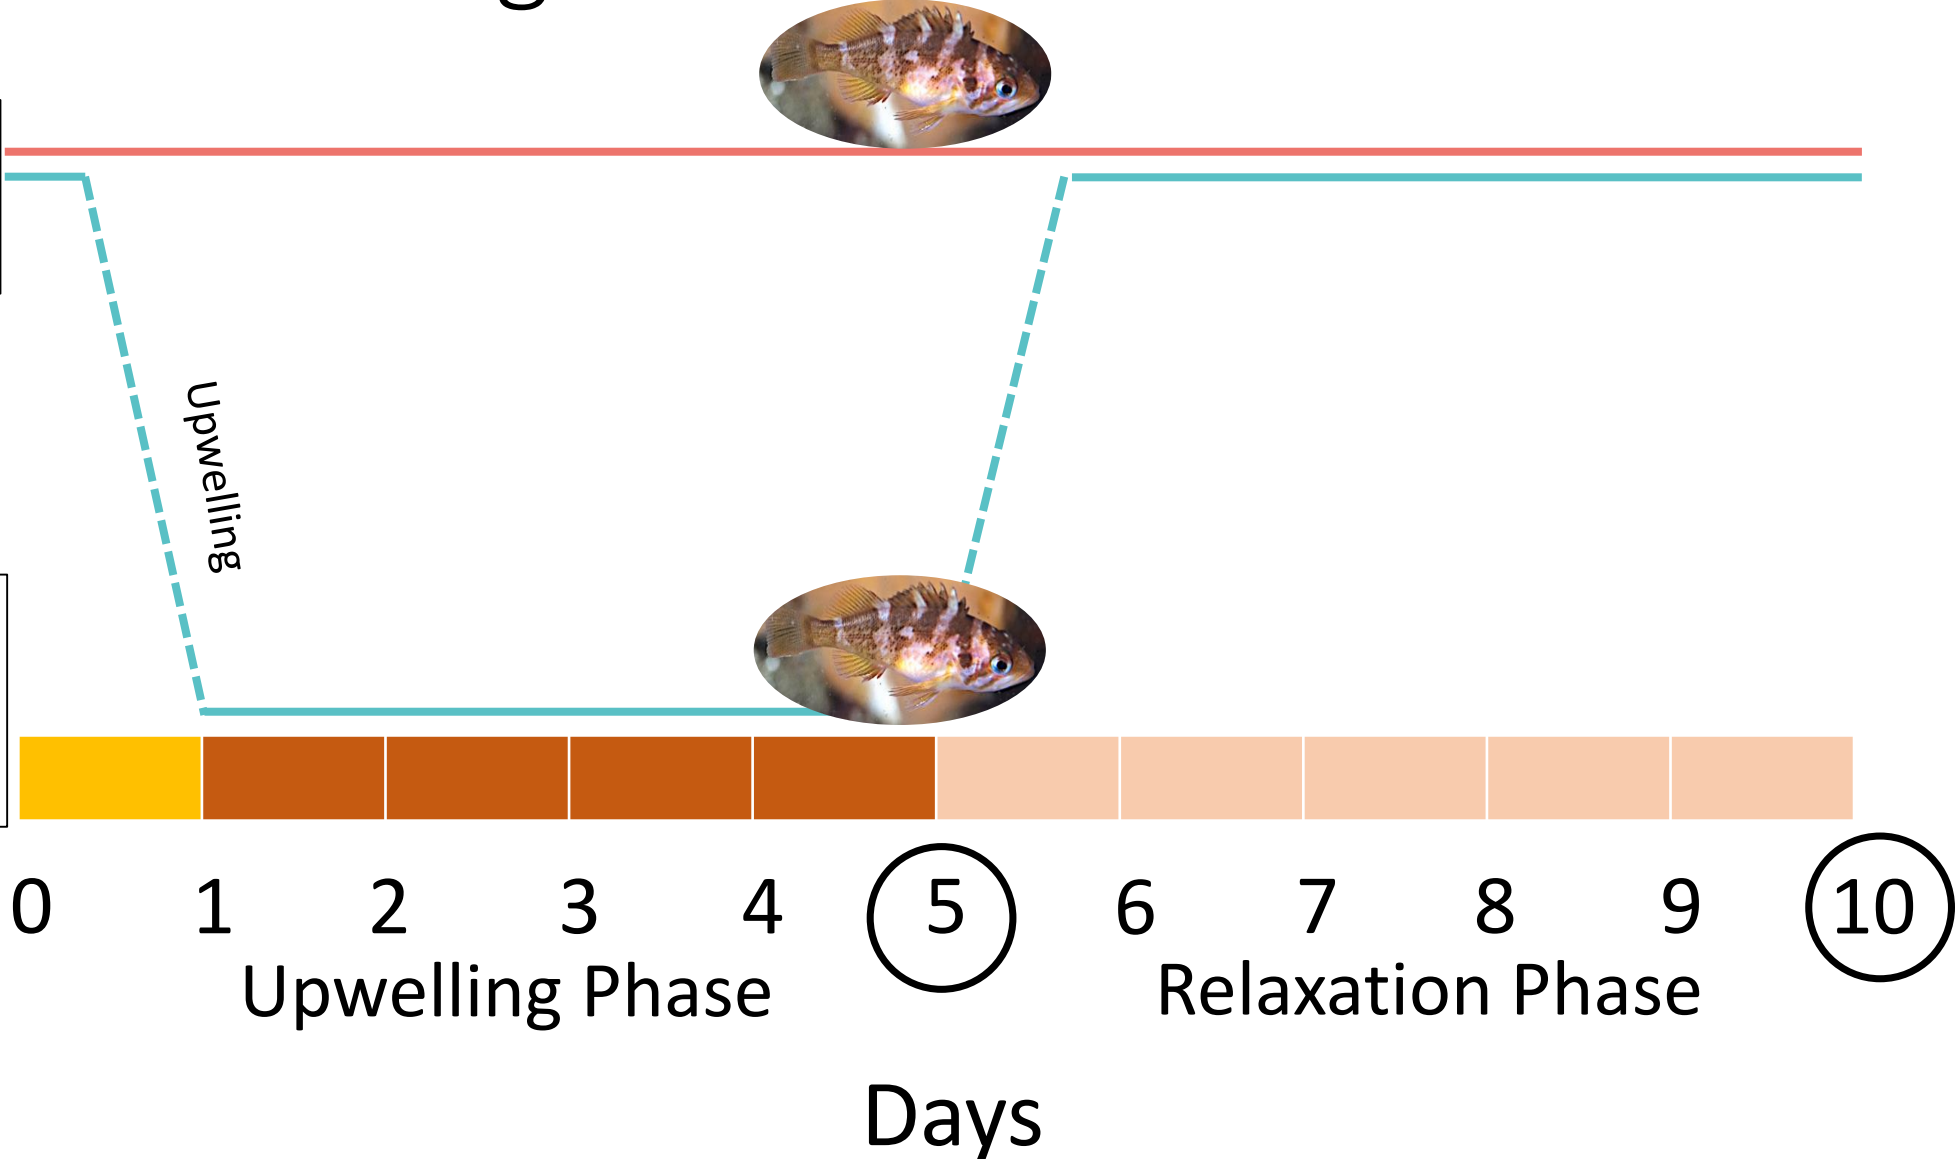 Upwelling
0 1 2 3 4 5 6 7 8 9 10
Upwelling Phase Relaxation Phase
Days